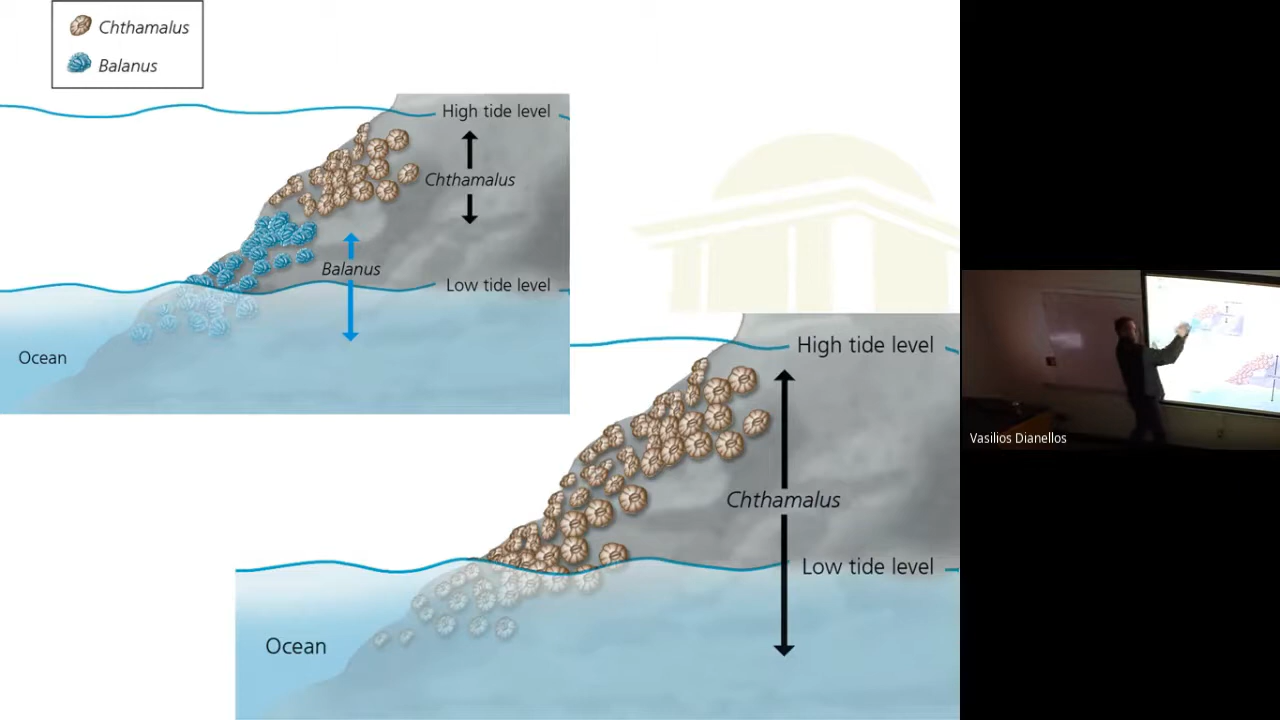 Chthamalus
Balanus
High tide level
Chthamalus
Balanus
Low tide level
Ocean
High tide level
Chthamalus
Low tide level
Ocean
Vasilios Dianellos